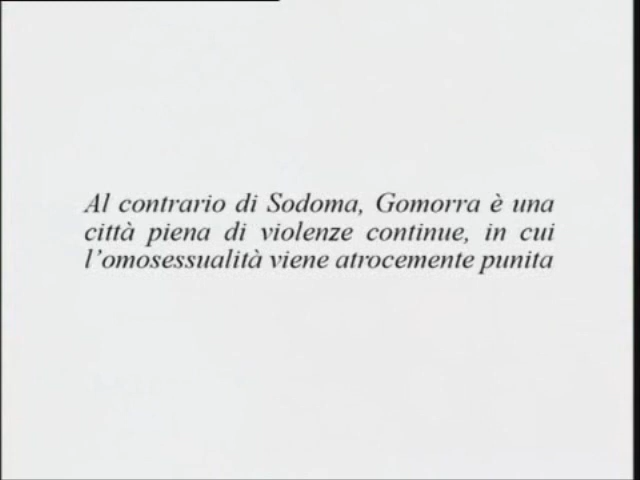 Al contrario di Sodoma, Gomorra è una
città piena di violenze continue, in cui
l'omosessualità viene atrocemente punita